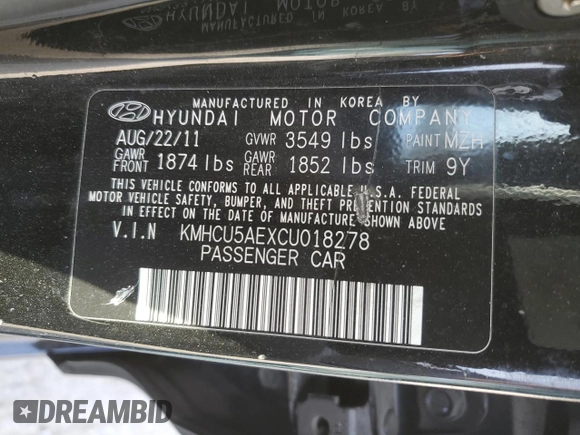 HYUNDAI MOTOR
MANUFACTURED IN KOREA BY
HYUNDAI MOTOR COMPANY
AUG/22/11 GVWR 3549 lbs PAINT MZH
GAWR FRONT 1874 lbs GAWR REAR 1852 lbs TRIM 9Y
THIS VEHICLE CONFORMS TO ALL APPLICABLE U.S.A. FEDERAL
MOTOR VEHICLE SAFETY, BUMPER, AND THEFT PREVENTION STANDARDS
IN EFFECT ON THE DATE OF MANUFACTURE SHOWN ABOVE
V.I.N KMHCU5AEXCU018278
PASSENGER CAR
DREAMBID